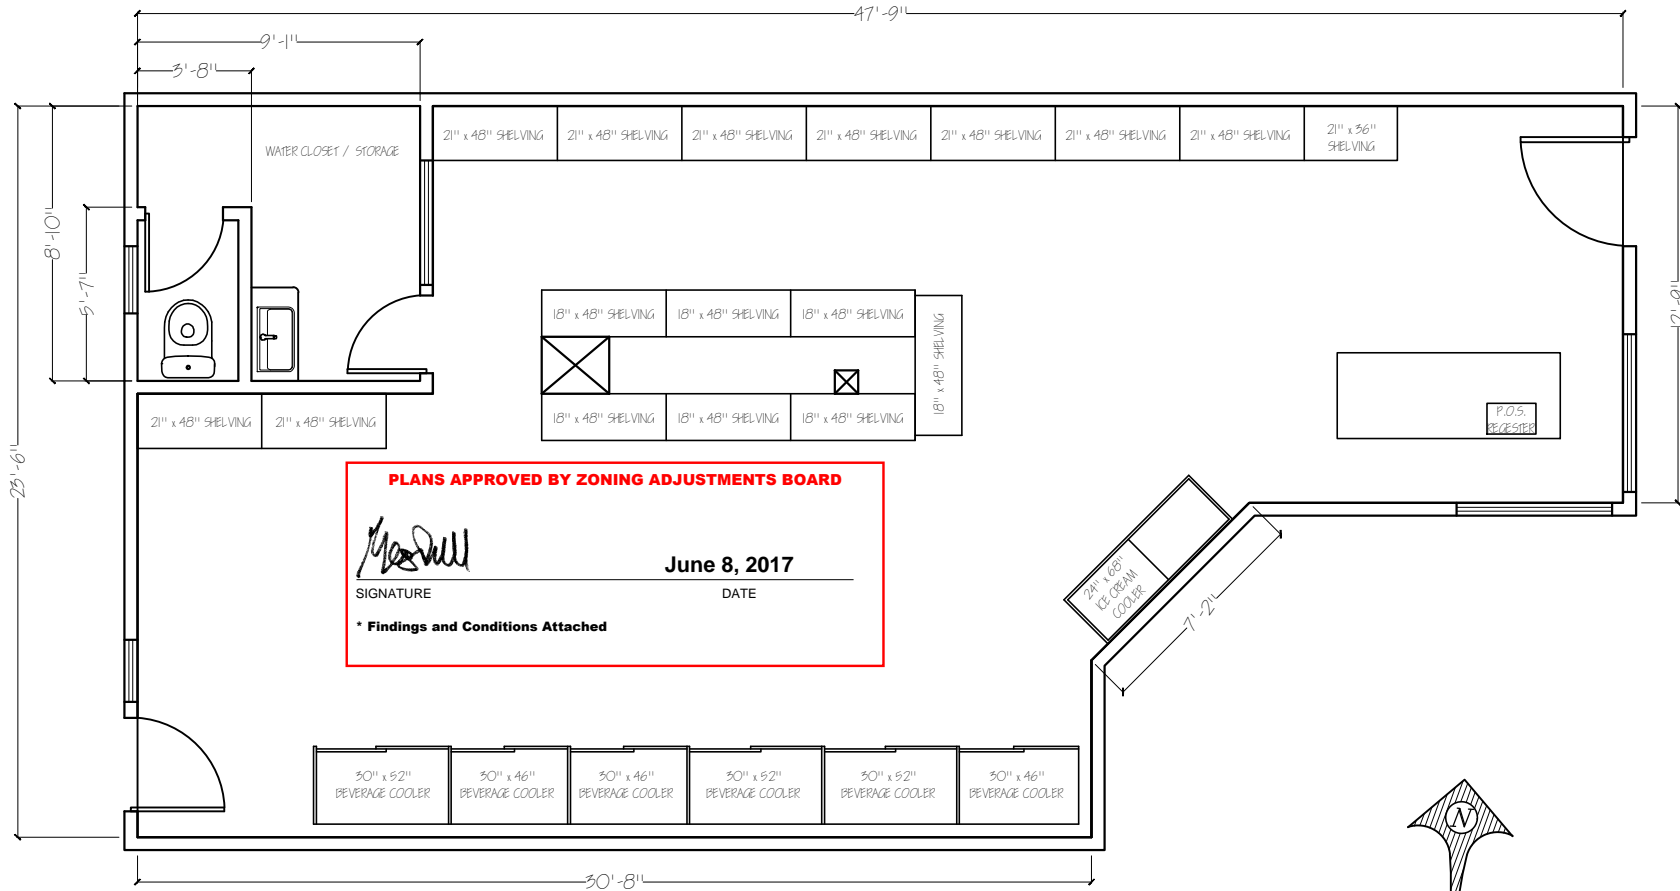 47'-9"
9'-1"
3'-8"
WATER CLOSET / STORAGE
21" x 48" SHELVING
21" x 48" SHELVING
21" x 48" SHELVING
21" x 48" SHELVING
21" x 48" SHELVING
21" x 48" SHELVING
21" x 48" SHELVING
21" x 36"
SHELVING
8'-10"
5'-7"
23'-6"
12'-9"
18" x 48" SHELVING
18" x 48" SHELVING
18" x 48" SHELVING
18" x 48" SHELVING
18" x 48" SHELVING
18" x 48" SHELVING
18" x 48" SHELVING
P.O.S.
REGESTER
21" x 48" SHELVING
21" x 48" SHELVING
PLANS APPROVED BY ZONING ADJUSTMENTS BOARD
June 8, 2017
SIGNATURE
DATE
* Findings and Conditions Attached
24" x 68"
ICE CREAM
COOLER
7'-2"
30" x 52"
BEVERAGE COOLER
30" x 46"
BEVERAGE COOLER
30" x 46"
BEVERAGE COOLER
30" x 52"
BEVERAGE COOLER
30" x 52"
BEVERAGE COOLER
30" x 46"
BEVERAGE COOLER
N
30'-8"